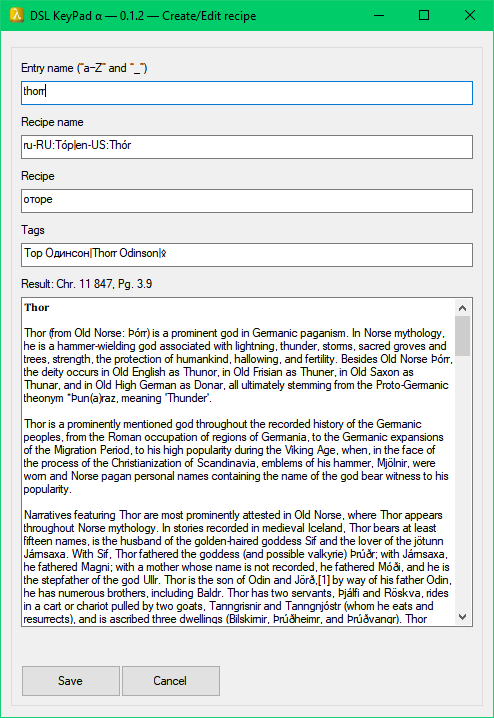 DSL KeyPad α — 0.1.2 — Create/Edit recipe
Entry name ("a–Z" and "_")
thorr
Recipe name
ru-RU:Тóр|en-US:Thór
Recipe
оторе
Tags
Тор Одинсон|Thorr Odinson|
Result: Chr. 11 847, Pg. 3.9
Thor
Thor (from Old Norse: Þórr) is a prominent god in Germanic paganism. In Norse mythology,
he is a hammer-wielding god associated with lightning, thunder, storms, sacred groves and
trees, strength, the protection of humankind, hallowing, and fertility. Besides Old Norse Þórr,
the deity occurs in Old English as Thunor, in Old Frisian as Thuner, in Old Saxon as
Thunar, and in Old High German as Donar, all ultimately stemming from the Proto-Germanic
theonym *Þun(a)raz, meaning 'Thunder'.
Thor is a prominently mentioned god throughout the recorded history of the Germanic
peoples, from the Roman occupation of regions of Germania, to the Germanic expansions
of the Migration Period, to his high popularity during the Viking Age, when, in the face of
the process of the Christianization of Scandinavia, emblems of his hammer, Mjölnir, were
worn and Norse pagan personal names containing the name of the god bear witness to his
popularity.
Narratives featuring Thor are most prominently attested in Old Norse, where Thor appears
throughout Norse mythology. In stories recorded in medieval Iceland, Thor bears at least
fifteen names, is the husband of the golden-haired goddess Sif and the lover of the jötunn
Járnsaxa. With Sif, Thor fathered the goddess (and possible valkyrie) Þrúðr; with Járnsaxa,
he fathered Magni; with a mother whose name is not recorded, he fathered Móði, and he is
the stepfather of the god Ullr. Thor is the son of Odin and Jörð,[1] by way of his father Odin,
he has numerous brothers, including Baldr. Thor has two servants, Þjálfi and Röskva, rides
in a cart or chariot pulled by two goats, Tanngrisnir and Tanngnjóstr (whom he eats and
resurrects), and is ascribed three dwellings (Bilskirnir, Þrúðheimr, and Þrúðvangr). Thor
Save
Cancel